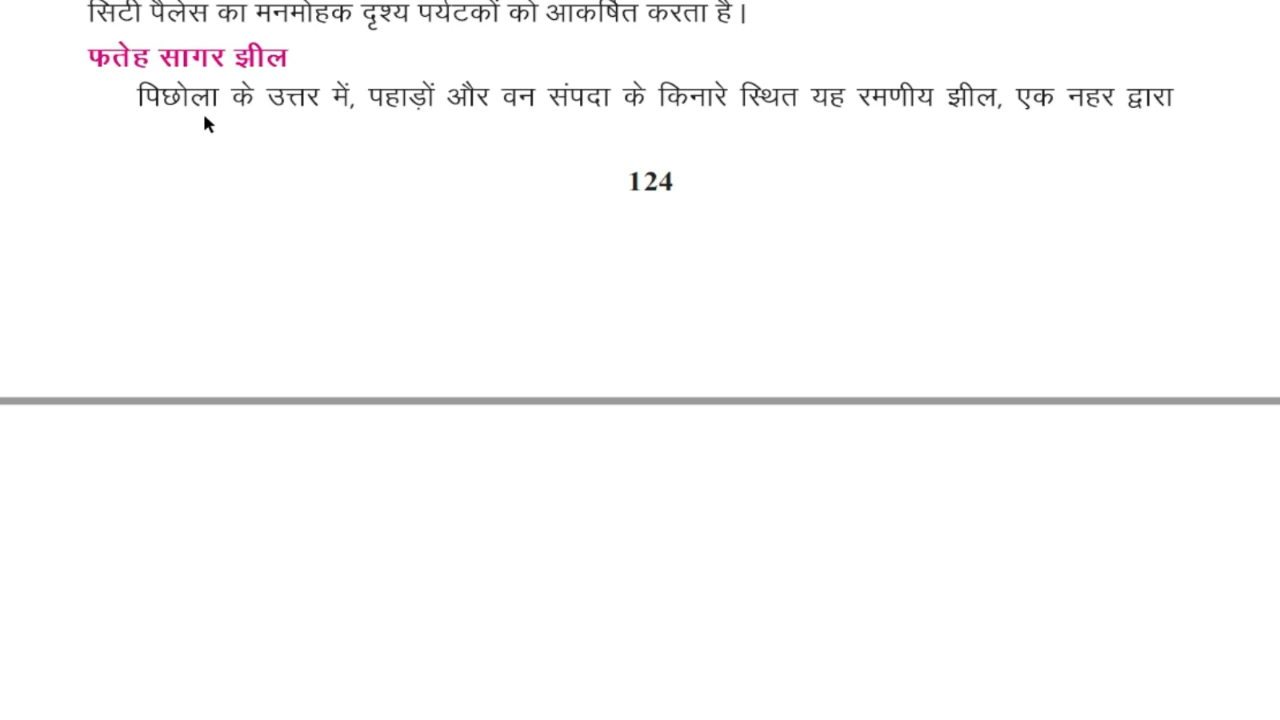 सिटी पैलेस का मनमोहक दृश्य पर्यटकों को आकर्षित करता है।
फतेह सागर झील
पिछोला के उत्तर में, पहाड़ों और वन संपदा के किनारे स्थित यह रमणीय झील, एक नहर द्वारा
124